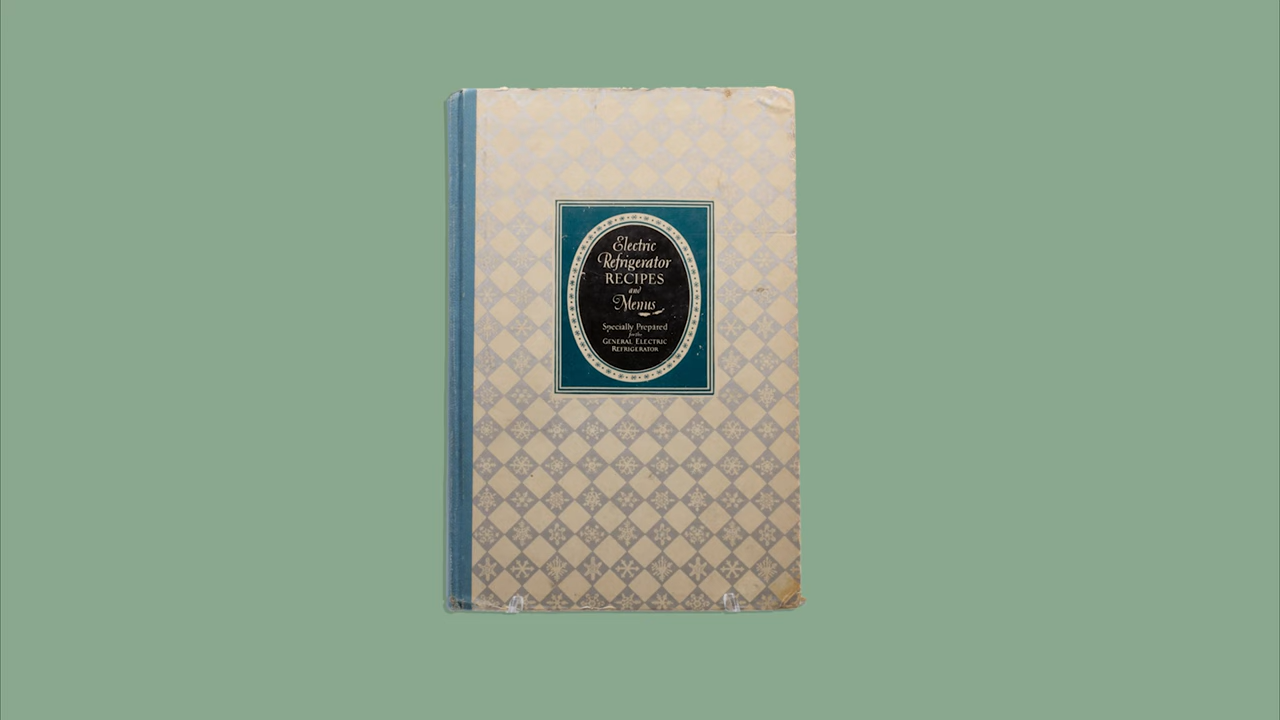 Electric
Refrigerator
RECIPES
and
Menus
Specially Prepared
for the
GENERAL ELECTRIC
REFRIGERATOR